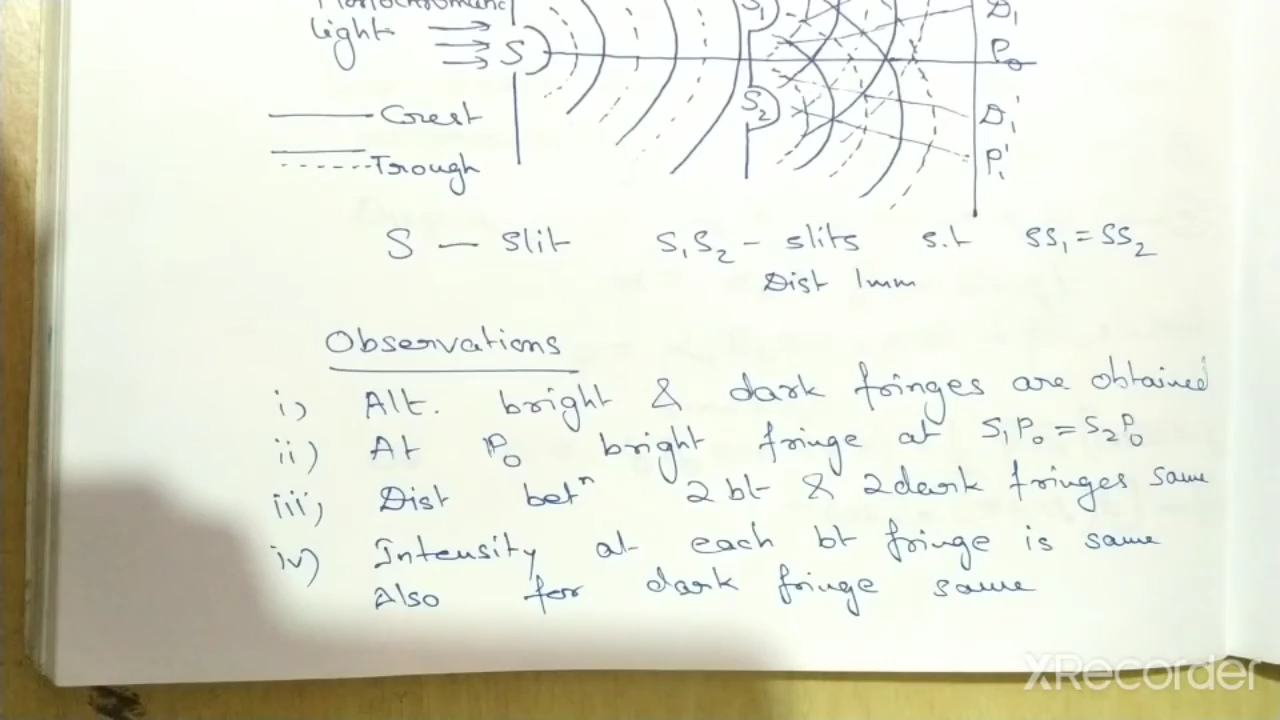 Monochromatic
light
S
S1
S2
D1
P0
D1'
P1'
Crest
Trough
S — slit S1S2 - slits s.t SS1 = SS2
Dist 1mm
Observations
i) Alt. bright & dark fringes are obtained
ii) At P0 bright fringe at S1P0 = S2P0
iii) Dist betn 2 bt & 2 dark fringes same
iv) Intensity at each bt fringe is same
Also for dark fringe same
XRecorder